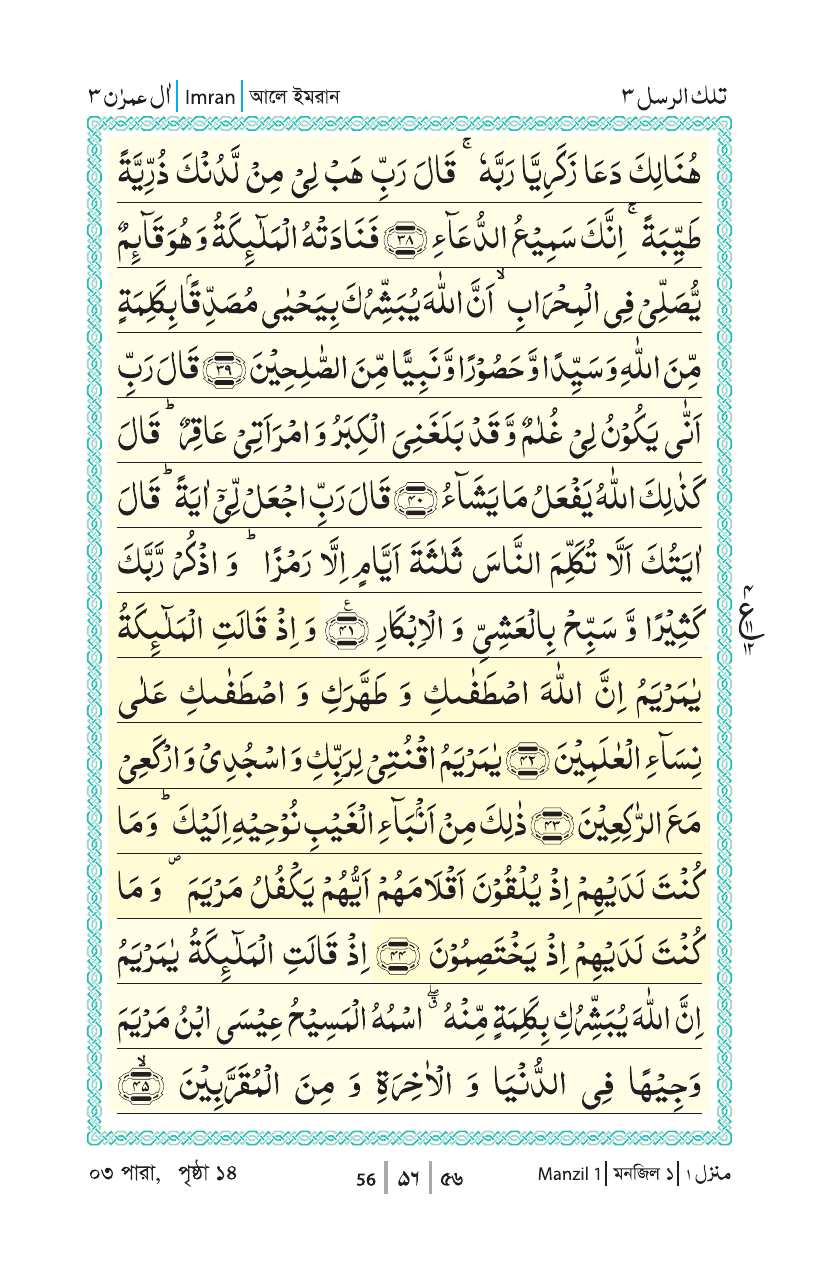 اٰل عمرٰن ٣ | Imran | আলে ইমরান تلك الرسل ٣
هُنَالِكَ دَعَا زَكَرِيَّا رَبَّهٗ ۚ قَالَ رَبِّ هَبْ لِىْ مِنْ لَّدُنْكَ ذُرِّيَّةً
طَيِّبَةً ۚ اِنَّكَ سَمِيْعُ الدُّعَآءِ ﴿٣٨﴾ فَنَادَتْهُ الْمَلٰٓئِكَةُ وَهُوَ قَآئِمٌ
يُّصَلِّىْ فِى الْمِحْرَابِ ۙ اَنَّ اللّٰهَ يُبَشِّرُكَ بِيَحْيٰى مُصَدِّقًۢا بِكَلِمَةٍ
مِّنَ اللّٰهِ وَسَيِّدًا وَّحَصُوْرًا وَّنَبِيًّا مِّنَ الصّٰلِحِيْنَ ﴿٣٩﴾ قَالَ رَبِّ
اَنّٰى يَكُوْنُ لِىْ غُلٰمٌ وَّقَدْ بَلَغَنِىَ الْكِبَرُ وَامْرَاَتِىْ عَاقِرٌ ؕ قَالَ
كَذٰلِكَ اللّٰهُ يَفْعَلُ مَا يَشَآءُ ﴿٤٠﴾ قَالَ رَبِّ اجْعَلْ لِّىْٓ اٰيَةً ؕ قَالَ
اٰيَتُكَ اَلَّا تُكَلِّمَ النَّاسَ ثَلٰثَةَ اَيَّامٍ اِلَّا رَمْزًا ؕ وَاذْكُرْ رَّبَّكَ
كَثِيْرًا وَّسَبِّحْ بِالْعَشِىِّ وَالْاِبْكَارِ ﴿٤١﴾ ع وَاِذْ قَالَتِ الْمَلٰٓئِكَةُ
٤ ع ١١ ١٢
يٰمَرْيَمُ اِنَّ اللّٰهَ اصْطَفٰىكِ وَطَهَّرَكِ وَاصْطَفٰىكِ عَلٰى
نِسَآءِ الْعٰلَمِيْنَ ﴿٤٢﴾ يٰمَرْيَمُ اقْنُتِىْ لِرَبِّكِ وَاسْجُدِىْ وَارْكَعِىْ
مَعَ الرّٰكِعِيْنَ ﴿٤٣﴾ ذٰلِكَ مِنْ اَنْۢبَآءِ الْغَيْبِ نُوْحِيْهِ اِلَيْكَ ؕ وَمَا
كُنْتَ لَدَيْهِمْ اِذْ يُلْقُوْنَ اَقْلَامَهُمْ اَيُّهُمْ يَكْفُلُ مَرْيَمَ ۪ وَمَا
كُنْتَ لَدَيْهِمْ اِذْ يَخْتَصِمُوْنَ ﴿٤٤﴾ اِذْ قَالَتِ الْمَلٰٓئِكَةُ يٰمَرْيَمُ
اِنَّ اللّٰهَ يُبَشِّرُكِ بِكَلِمَةٍ مِّنْهُ ۖۗ اسْمُهُ الْمَسِيْحُ عِيْسَى ابْنُ مَرْيَمَ
وَجِيْهًا فِى الدُّنْيَا وَالْاٰخِرَةِ وَمِنَ الْمُقَرَّبِيْنَ ﴿٤٥﴾ۙ
০৩ পারা, পৃষ্ঠা ১৪ 56 | ۵۶ | ৫৬ Manzil 1 | মনজিল ১ | منزل ١